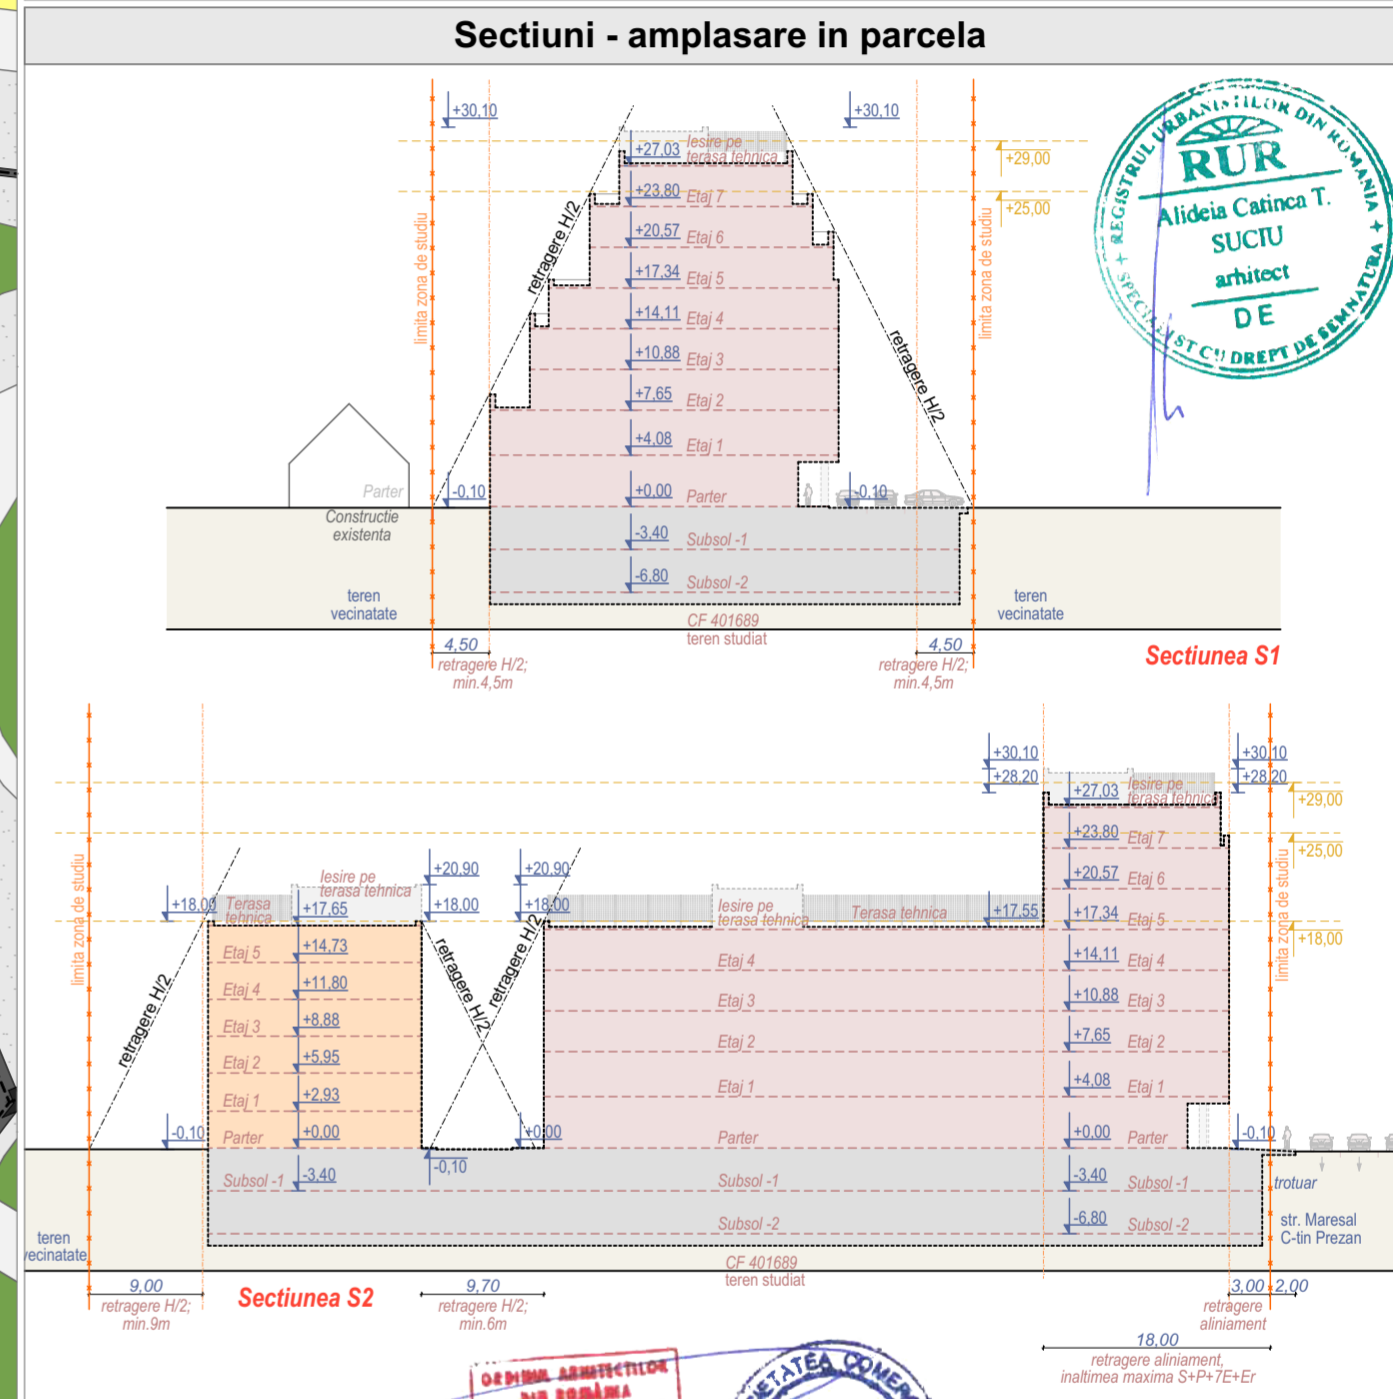 Sectiuni - amplasare in parcela
+30,10
+30,10
+29,00
+25,00
Iesire pe
terasa tehnica
+27,03
+23,80 Etaj 7
+20,57 Etaj 6
+17,34 Etaj 5
+14,11 Etaj 4
+10,88 Etaj 3
+7,65 Etaj 2
+4,08 Etaj 1
+0,00 Parter
-3,40 Subsol -1
-6,80 Subsol -2
limita zona de studiu
limita zona de studiu
retragere H/2
retragere H/2
Parter
Constructie
existenta
-0,10
-0,10
teren
vecinatate
teren
vecinatate
CF 401689
teren studiat
4,50
retragere H/2;
min.4,5m
4,50
retragere H/2;
min.4,5m
Sectiunea S1
REGISTRUL URBANISTILOR DIN ROMANIA
RUR
Alideia Catinca T.
SUCIU
arhitect
DE
SPECIALIST CU DREPT DE SEMNATURA
+30,10
+28,20
+30,10
+28,20
+29,00
+25,00
+18,00
Iesire pe
terasa tehnica
+27,03
+23,80 Etaj 7
+20,57 Etaj 6
+17,34 Etaj 5
+14,11 Etaj 4
+10,88 Etaj 3
+7,65 Etaj 2
+4,08 Etaj 1
+0,00 Parter
-3,40 Subsol -1
-6,80 Subsol -2
limita zona de studiu
limita zona de studiu
retragere H/2
retragere H/2
retragere H/2
+18,00
Terasa
tehnica
Iesire pe
terasa tehnica
+17,65
+20,90
+18,00
+20,90
+18,00
Iesire pe
terasa tehnica
Terasa tehnica
+17,55
Etaj 5 +14,73
Etaj 4 +11,80
Etaj 3 +8,88
Etaj 2 +5,95
Etaj 1 +2,93
Parter +0,00
Subsol -1 -3,40
-0,10
-0,10
+0,00
Etaj 4
Etaj 3
Etaj 2
Etaj 1
Parter
Subsol -1
Subsol -2
-0,10
trotuar
str. Maresal
C-tin Prezan
teren
vecinatate
CF 401689
teren studiat
9,00
retragere H/2;
min.9m
Sectiunea S2
9,70
retragere H/2;
min.6m
3,00 2,00
retragere
aliniament
18,00
retragere aliniament,
inaltimea maxima S+P+7E+Er
ORDINUL ARHITECTILOR
DIN ROMÂNIA